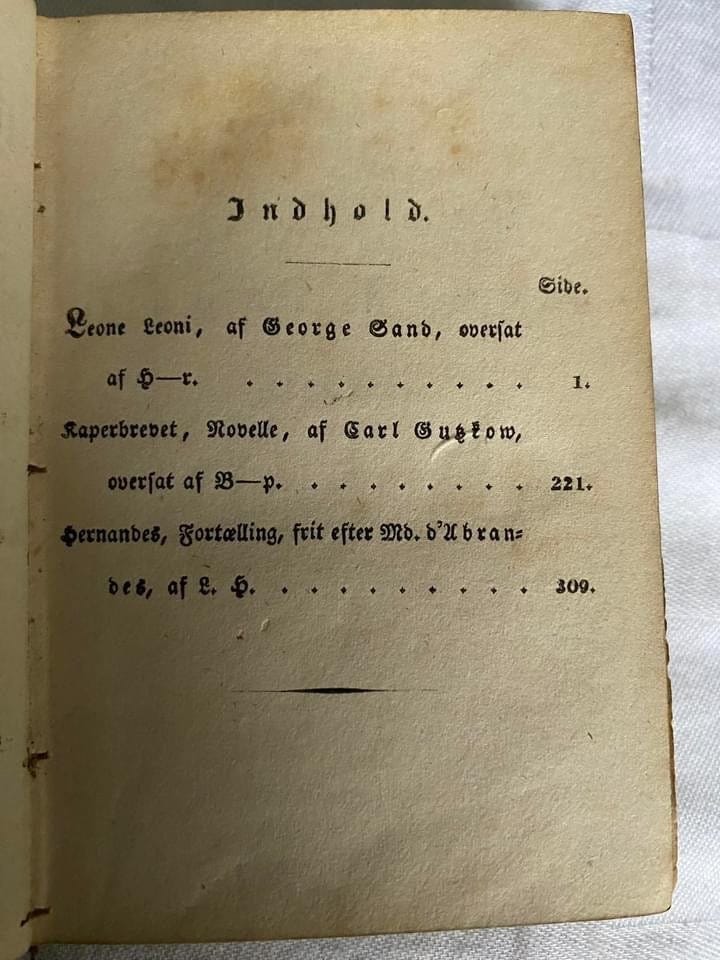 Indhold.
Side.
Leone Leoni, af George Sand, oversat
af H—r. . . . . . . . . . . 1.
Kaperbrevet, Novelle, af Carl Gutzkow,
oversat af B—p. . . . . . . . . 221.
Hernandes, Fortælling, frit efter Md. d'Abran-
des, af L. H. . . . . . . . . . . 309.